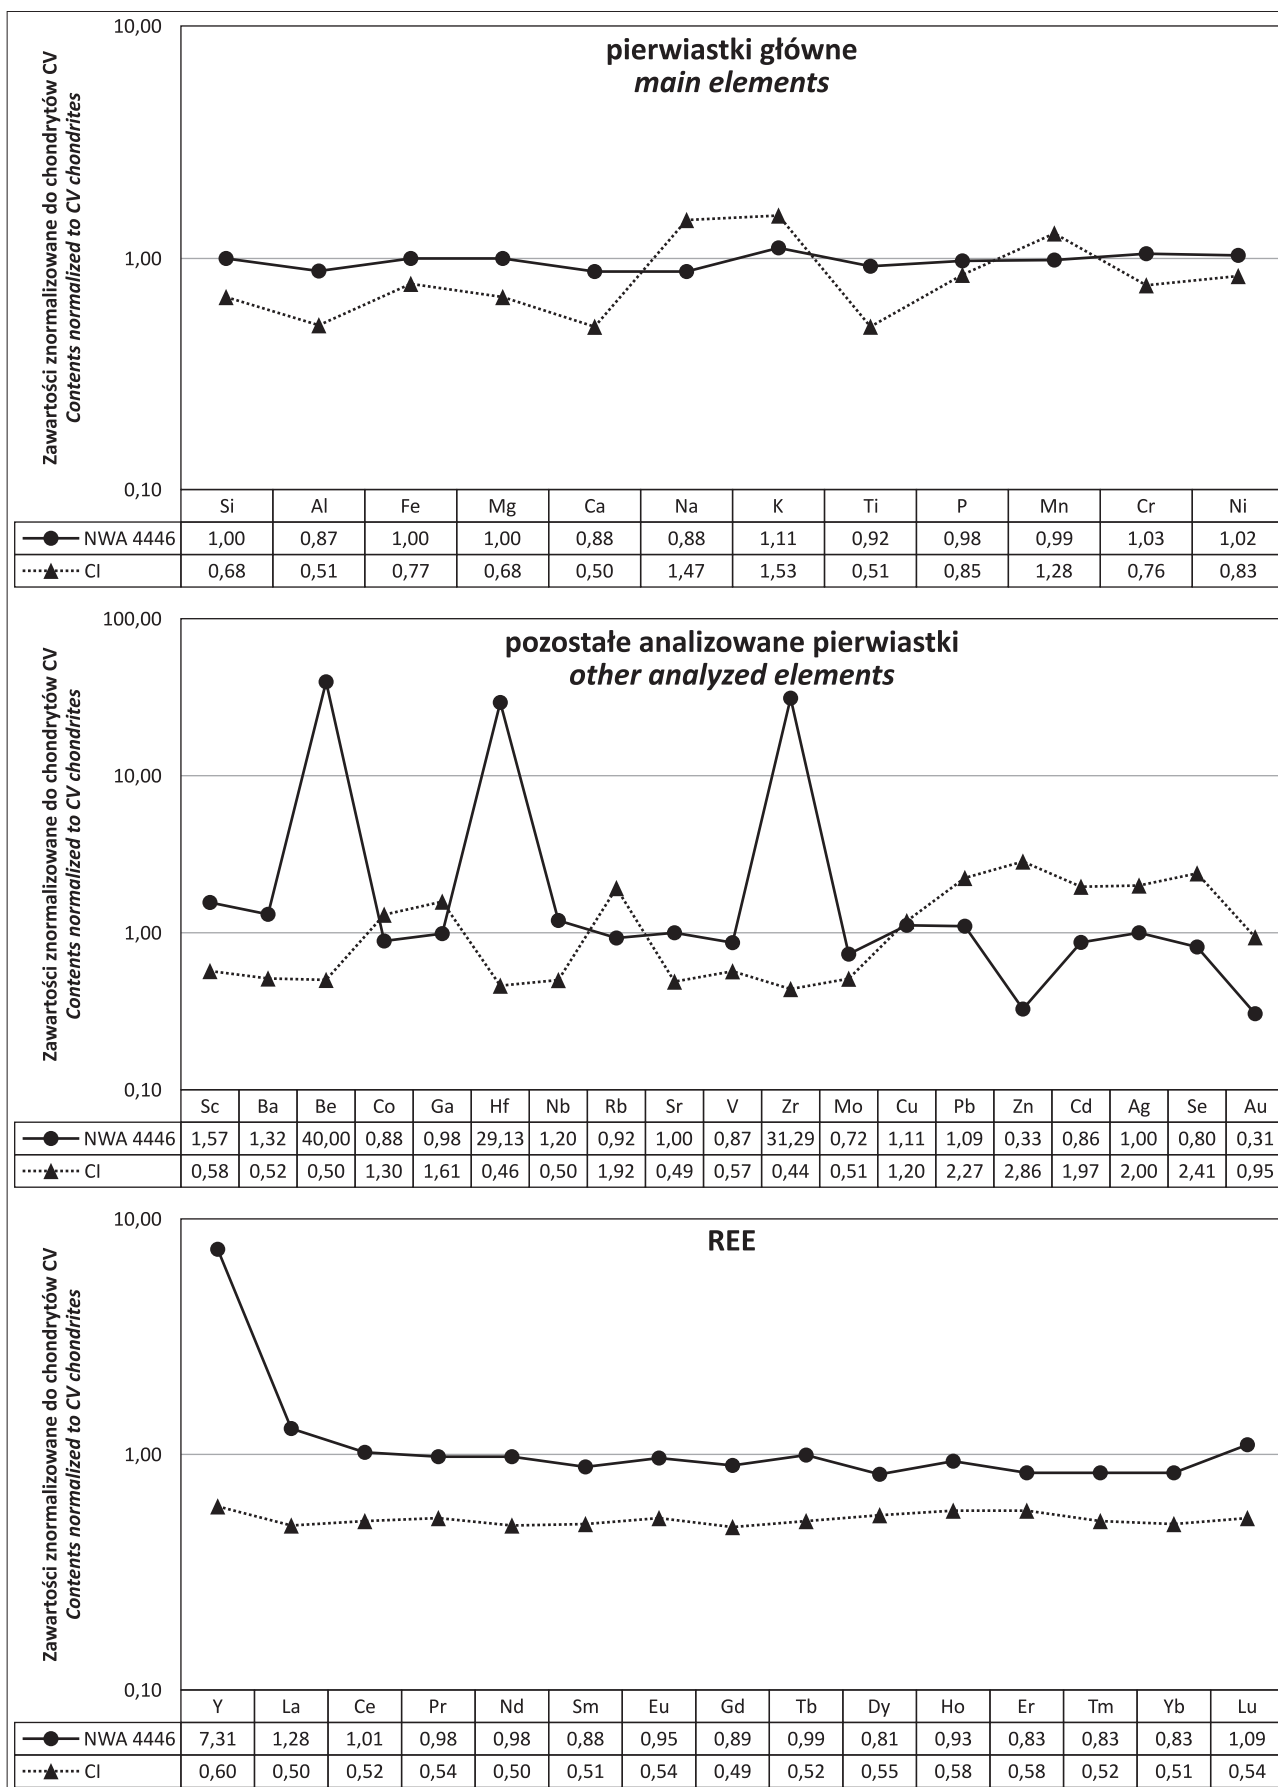 pierwiastki główne
main elements
Zawartości znormalizowane do chondrytów CV
Contents normalized to CV chondrites
10,00
1,00
0,10
Si Al Fe Mg Ca Na K Ti P Mn Cr Ni
NWA 4446 1,00 0,87 1,00 1,00 0,88 0,88 1,11 0,92 0,98 0,99 1,03 1,02
CI 0,68 0,51 0,77 0,68 0,50 1,47 1,53 0,51 0,85 1,28 0,76 0,83
pozostałe analizowane pierwiastki
other analyzed elements
Zawartości znormalizowane do chondrytów CV
Contents normalized to CV chondrites
100,00
10,00
1,00
0,10
Sc Ba Be Co Ga Hf Nb Rb Sr V Zr Mo Cu Pb Zn Cd Ag Se Au
NWA 4446 1,57 1,32 40,00 0,88 0,98 29,13 1,20 0,92 1,00 0,87 31,29 0,72 1,11 1,09 0,33 0,86 1,00 0,80 0,31
CI 0,58 0,52 0,50 1,30 1,61 0,46 0,50 1,92 0,49 0,57 0,44 0,51 1,20 2,27 2,86 1,97 2,00 2,41 0,95
REE
Zawartości znormalizowane do chondrytów CV
Contents normalized to CV chondrites
10,00
1,00
0,10
Y La Ce Pr Nd Sm Eu Gd Tb Dy Ho Er Tm Yb Lu
NWA 4446 7,31 1,28 1,01 0,98 0,98 0,88 0,95 0,89 0,99 0,81 0,93 0,83 0,83 0,83 1,09
CI 0,60 0,50 0,52 0,54 0,50 0,51 0,54 0,49 0,52 0,55 0,58 0,58 0,52 0,51 0,54